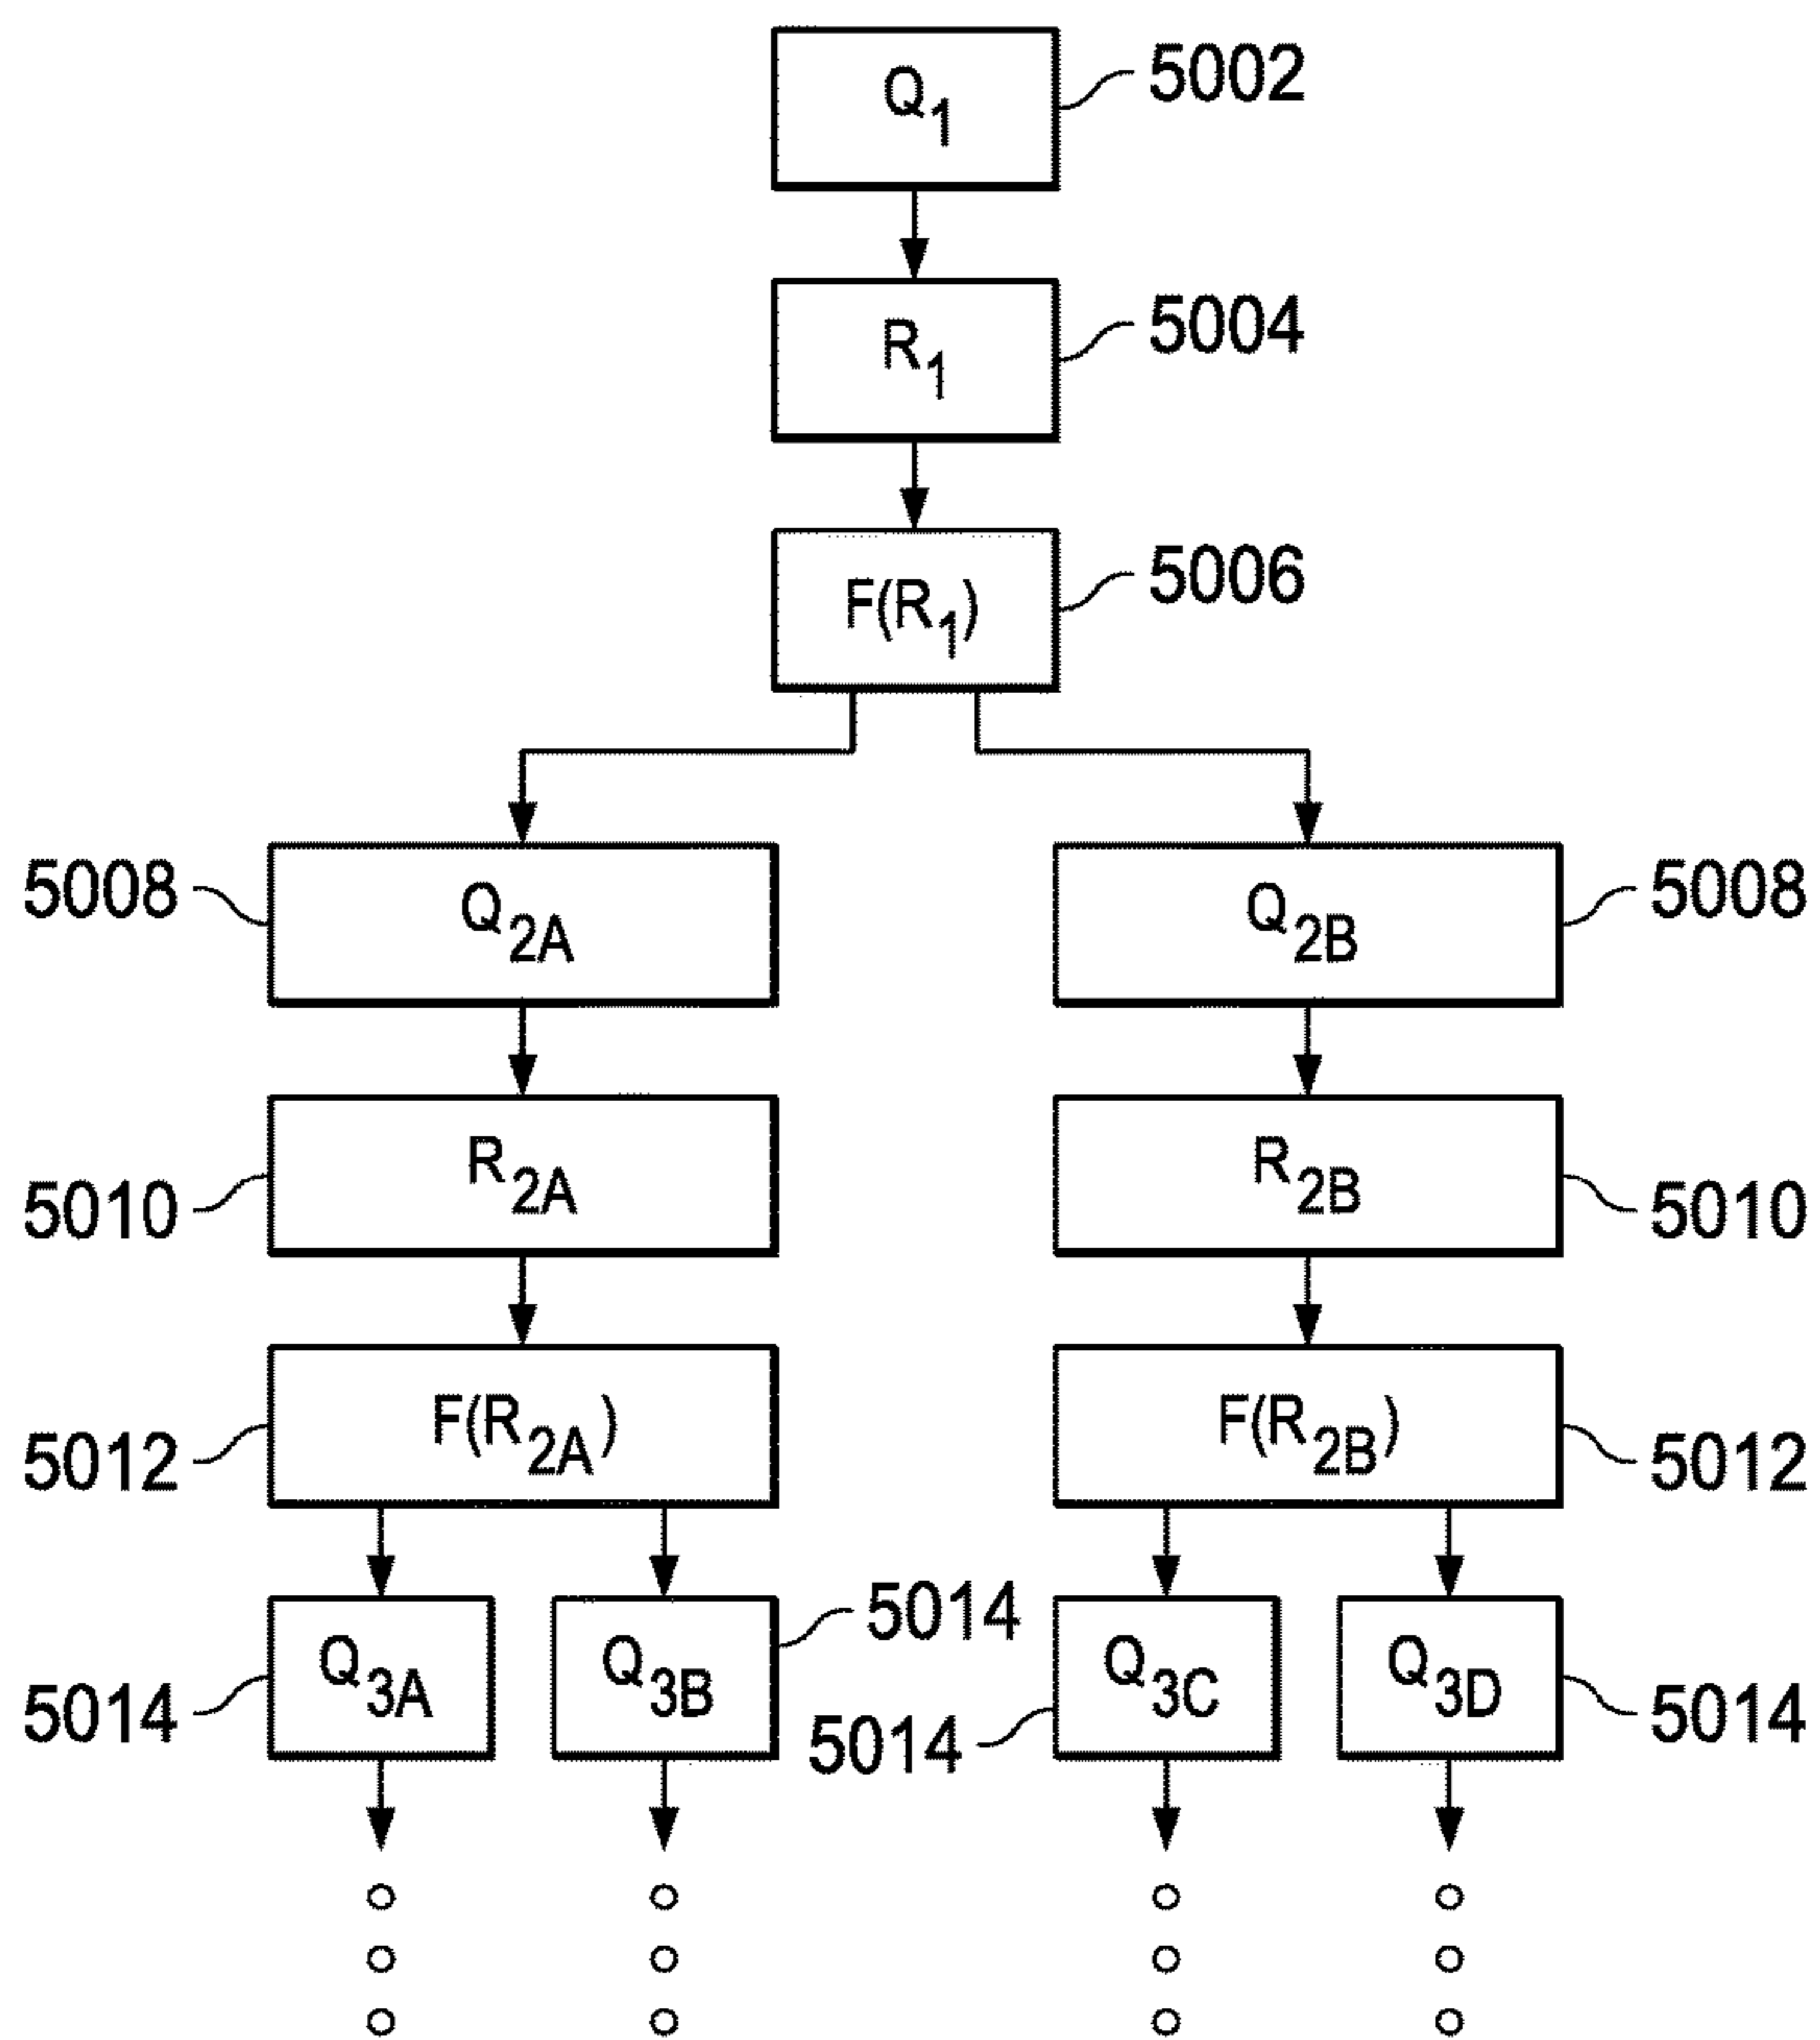 Q1 5002
R1 5004
F(R1) 5006
5008 Q2A Q2B 5008
5010 R2A R2B 5010
5012 F(R2A) F(R2B) 5012
5014 Q3A Q3B 5014 5014 Q3C Q3D 5014